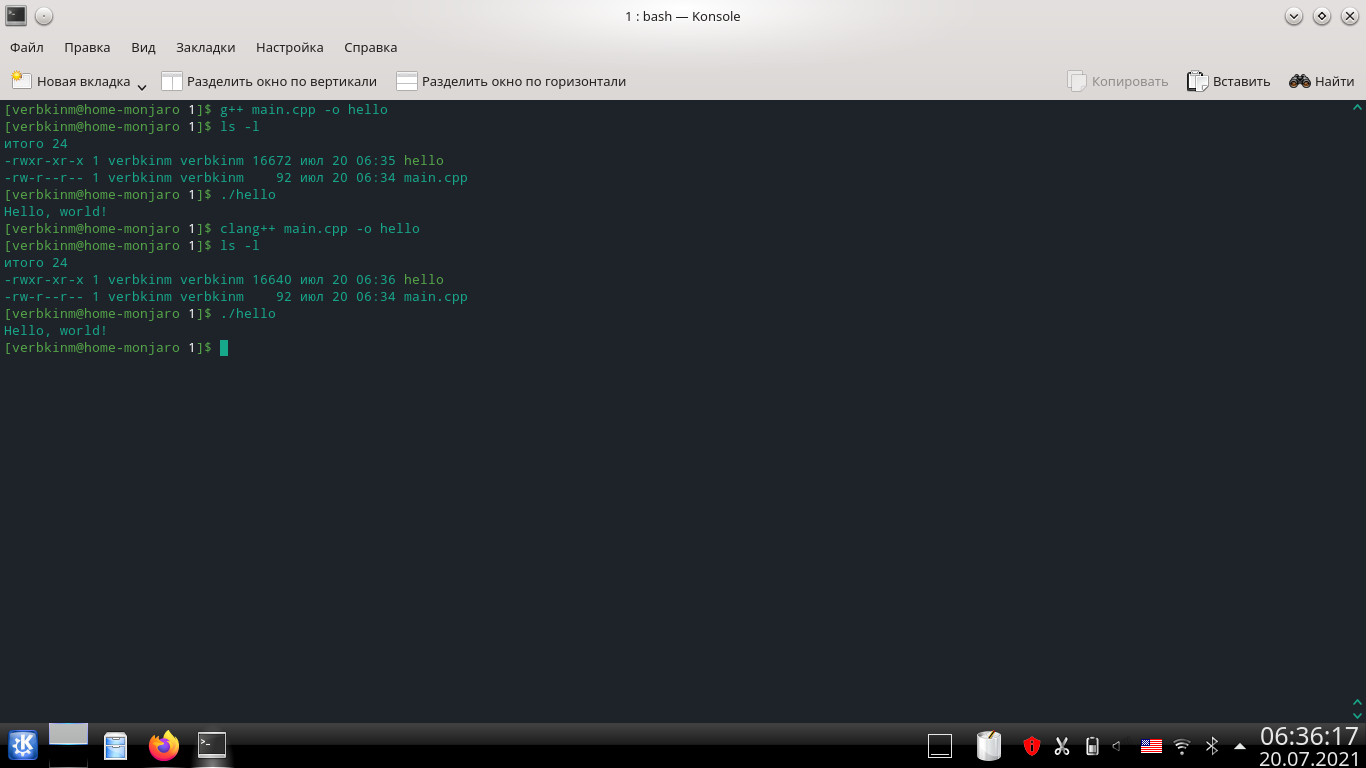 1 : bash — Konsole
Файл Правка Вид Закладки Настройка Справка
Новая вкладка Разделить окно по вертикали Разделить окно по горизонтали Копировать Вставить Найти
[verbkinm@home-monjaro 1]$ g++ main.cpp -o hello
[verbkinm@home-monjaro 1]$ ls -l
итого 24
-rwxr-xr-x 1 verbkinm verbkinm 16672 июл 20 06:35 hello
-rw-r--r-- 1 verbkinm verbkinm    92 июл 20 06:34 main.cpp
[verbkinm@home-monjaro 1]$ ./hello
Hello, world!
[verbkinm@home-monjaro 1]$ clang++ main.cpp -o hello
[verbkinm@home-monjaro 1]$ ls -l
итого 24
-rwxr-xr-x 1 verbkinm verbkinm 16640 июл 20 06:36 hello
-rw-r--r-- 1 verbkinm verbkinm    92 июл 20 06:34 main.cpp
[verbkinm@home-monjaro 1]$ ./hello
Hello, world!
[verbkinm@home-monjaro 1]$
06:36:17
20.07.2021